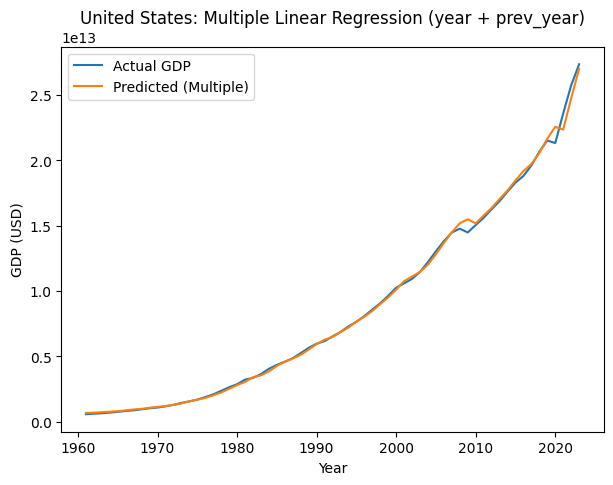 United States: Multiple Linear Regression (year + prev_year)
1e13
Actual GDP
Predicted (Multiple)
2.5
2.0
1.5
1.0
0.5
0.0
GDP (USD)
1960 1970 1980 1990 2000 2010 2020
Year